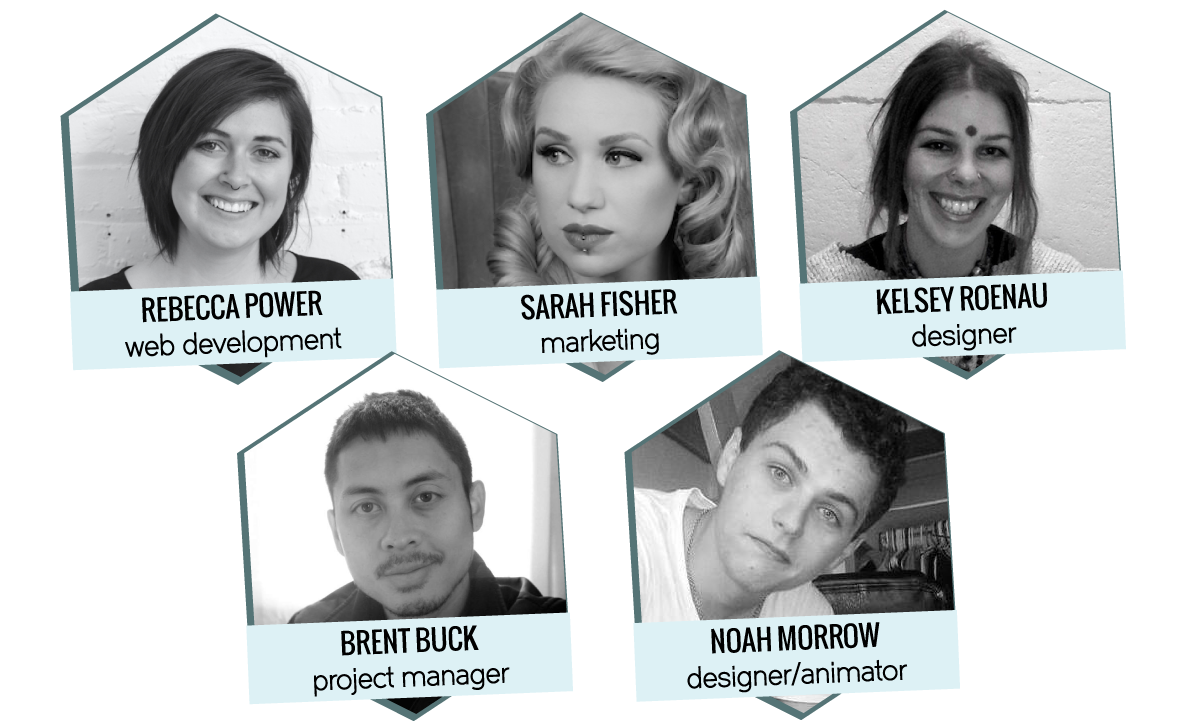 REBECCA POWER
web development
SARAH FISHER
marketing
KELSEY ROENAU
designer
BRENT BUCK
project manager
NOAH MORROW
designer/animator